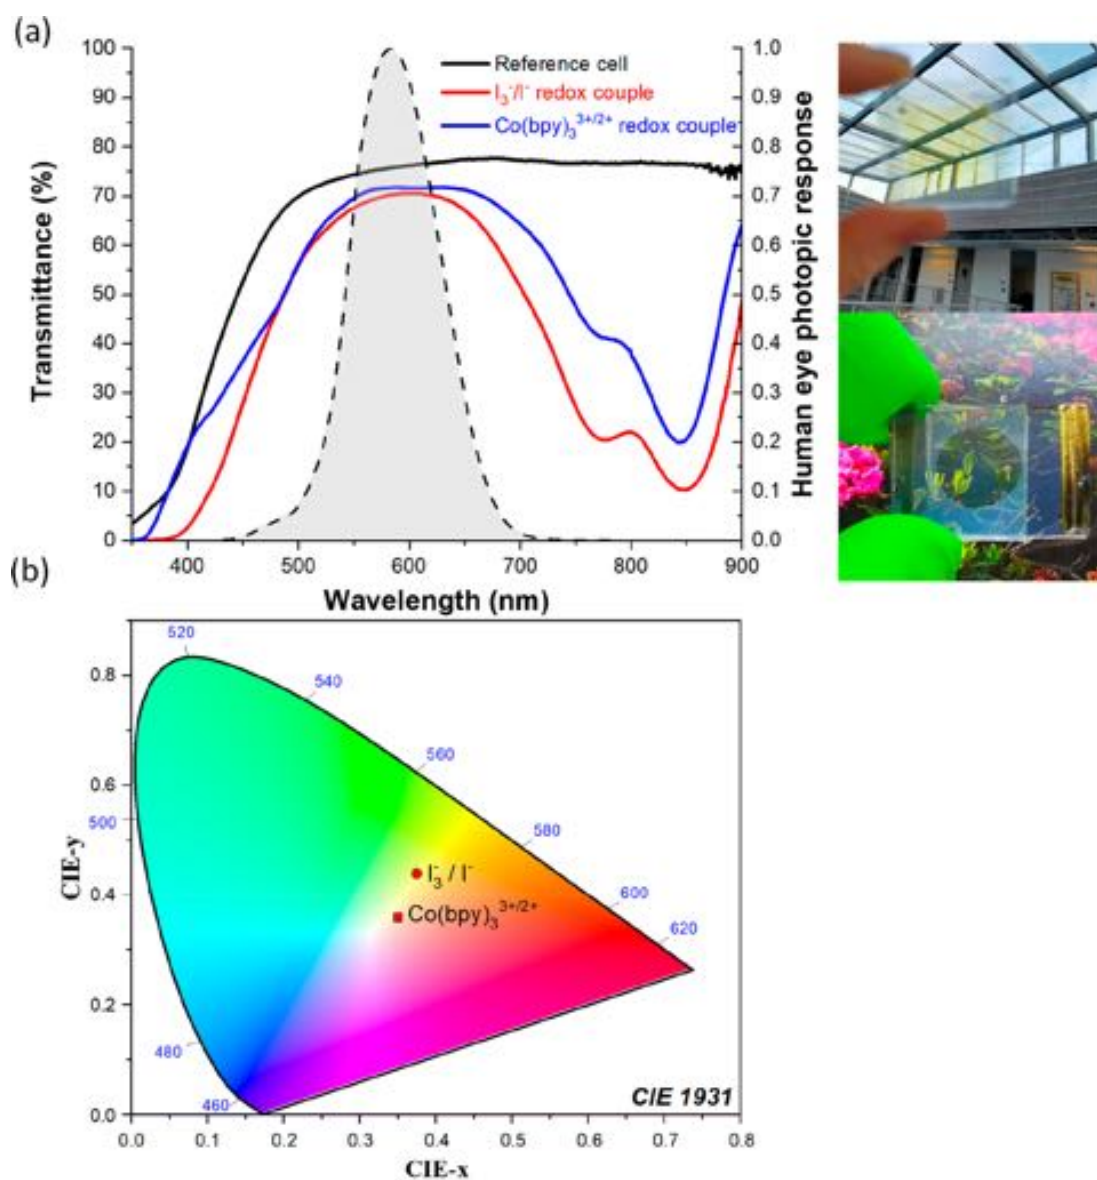 (a)
Reference cell
I₃⁻/I⁻ redox couple
Co(bpy)₃³⁺/²⁺ redox couple
Transmittance (%)
100
90
80
70
60
50
40
30
20
10
0
Human eye photopic response
1.0
0.9
0.8
0.7
0.6
0.5
0.4
0.3
0.2
0.1
0.0
400 500 600 700 800 900
Wavelength (nm)
(b)
CIE-y
0.8
0.6
0.4
0.2
0.0
520
540
560
500
580
600
620
480
460
I₃⁻ / I⁻
Co(bpy)₃³⁺/²⁺
CIE 1931
0.0 0.1 0.2 0.3 0.4 0.5 0.6 0.7 0.8
CIE-x